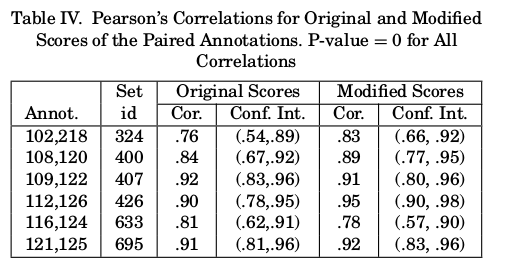 Table IV. Pearson's Correlations for Original and Modified
Scores of the Paired Annotations. P-value = 0 for All
Correlations
Set Original Scores Modified Scores
Annot. id Cor. Conf. Int. Cor. Conf. Int.
102,218 324 .76 (.54,.89) .83 (.66, .92)
108,120 400 .84 (.67,.92) .89 (.77, .95)
109,122 407 .92 (.83,.96) .91 (.80, .96)
112,126 426 .90 (.78,.95) .95 (.90, .98)
116,124 633 .81 (.62,.91) .78 (.57, .90)
121,125 695 .91 (.81,.96) .92 (.83, .96)